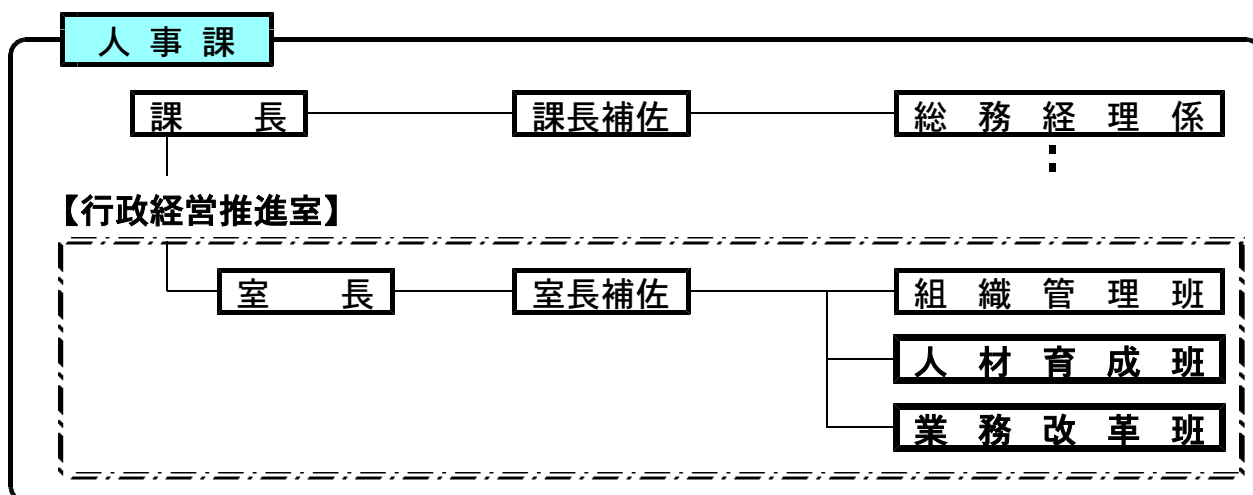 人事課
課長 課長補佐 総務経理係
：
【行政経営推進室】
室長 室長補佐 組織管理班
人材育成班
業務改革班